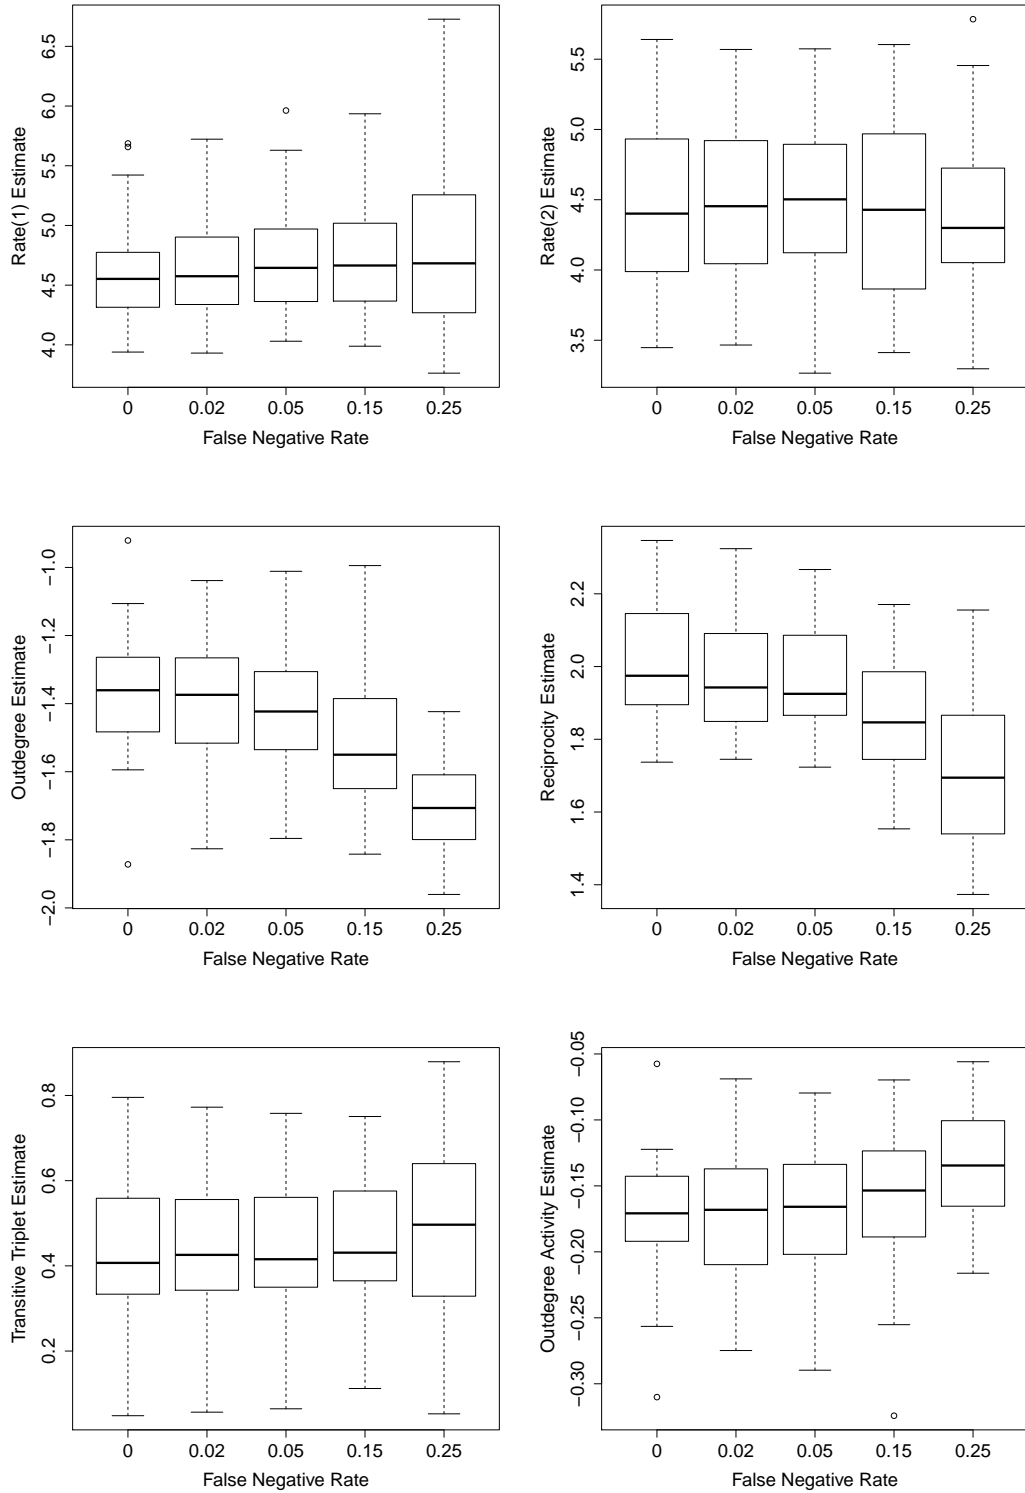 Rate(1) Estimate
6.5
6.0
5.5
5.0
4.5
4.0
0 0.02 0.05 0.15 0.25
False Negative Rate
Rate(2) Estimate
5.5
5.0
4.5
4.0
3.5
0 0.02 0.05 0.15 0.25
False Negative Rate
Outdegree Estimate
−1.0
−1.2
−1.4
−1.6
−1.8
−2.0
0 0.02 0.05 0.15 0.25
False Negative Rate
Reciprocity Estimate
2.2
2.0
1.8
1.6
1.4
0 0.02 0.05 0.15 0.25
False Negative Rate
Transitive Triplet Estimate
0.8
0.6
0.4
0.2
0 0.02 0.05 0.15 0.25
False Negative Rate
Outdegree Activity Estimate
−0.05
−0.10
−0.15
−0.20
−0.25
−0.30
0 0.02 0.05 0.15 0.25
False Negative Rate